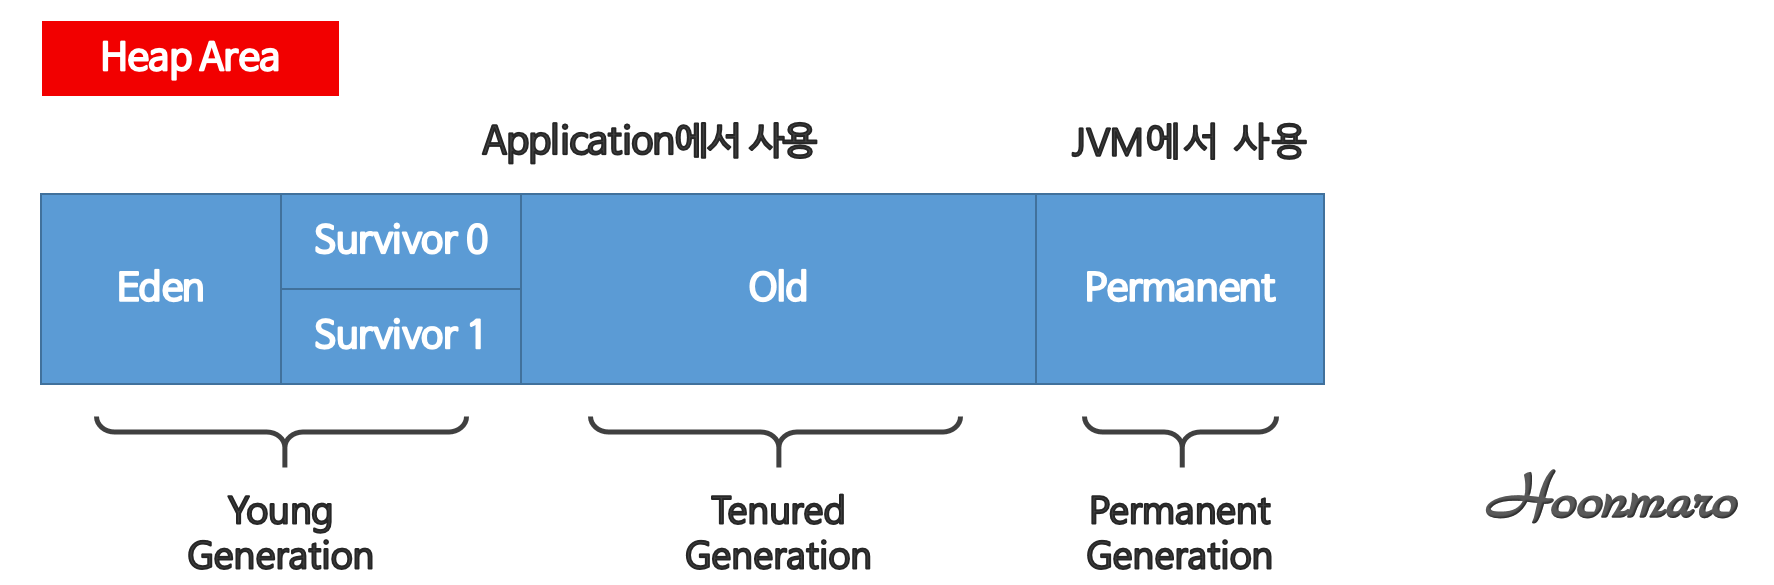 Heap Area
Application에서 사용
JVM에서 사용
Eden
Survivor 0
Survivor 1
Old
Permanent
Young
Generation
Tenured
Generation
Permanent
Generation
Hoonmaro